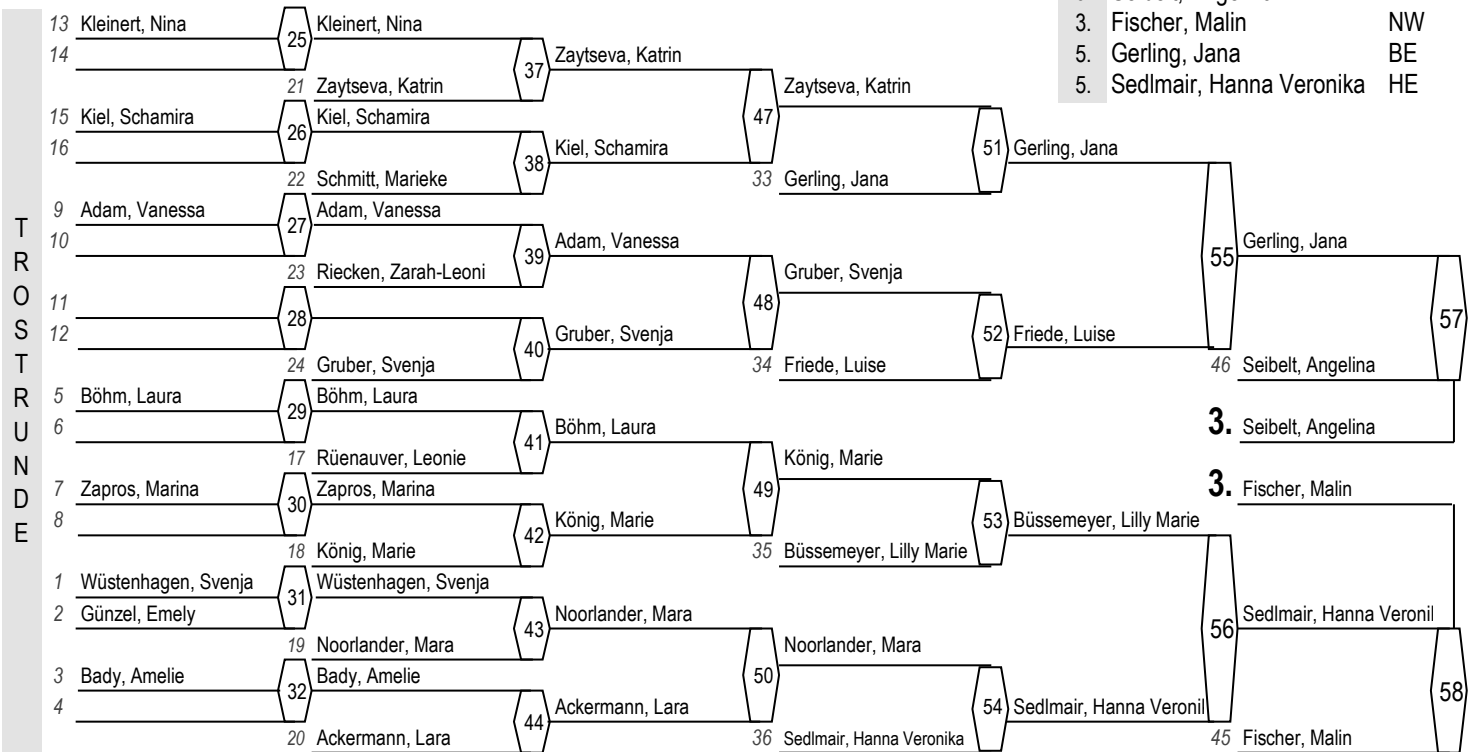 3. Fischer, Malin NW
5. Gerling, Jana BE
5. Sedlmair, Hanna Veronika HE
TROSTRUNDE
13 Kleinert, Nina 25 Kleinert, Nina
14
37 Zaytseva, Katrin
21 Zaytseva, Katrin
47 Zaytseva, Katrin
15 Kiel, Schamira 26 Kiel, Schamira
16
38 Kiel, Schamira
51 Gerling, Jana
22 Schmitt, Marieke
33 Gerling, Jana
9 Adam, Vanessa 27 Adam, Vanessa
10
39 Adam, Vanessa
55 Gerling, Jana
23 Riecken, Zarah-Leoni
48 Gruber, Svenja
11
28
12
40 Gruber, Svenja
52 Friede, Luise
57
24 Gruber, Svenja
34 Friede, Luise
46 Seibelt, Angelina
5 Böhm, Laura 29 Böhm, Laura
6
41 Böhm, Laura
3. Seibelt, Angelina
17 Rüenauver, Leonie
49 König, Marie
7 Zapros, Marina 30 Zapros, Marina
3. Fischer, Malin
8
42 König, Marie
53 Büssemeyer, Lilly Marie
18 König, Marie
35 Büssemeyer, Lilly Marie
1 Wüstenhagen, Svenja 31 Wüstenhagen, Svenja
2 Günzel, Emely
43 Noorlander, Mara
56 Sedlmair, Hanna Veronil
19 Noorlander, Mara
50 Noorlander, Mara
3 Bady, Amelie 32 Bady, Amelie
4
44 Ackermann, Lara
54 Sedlmair, Hanna Veronil
58
20 Ackermann, Lara
36 Sedlmair, Hanna Veronika
45 Fischer, Malin